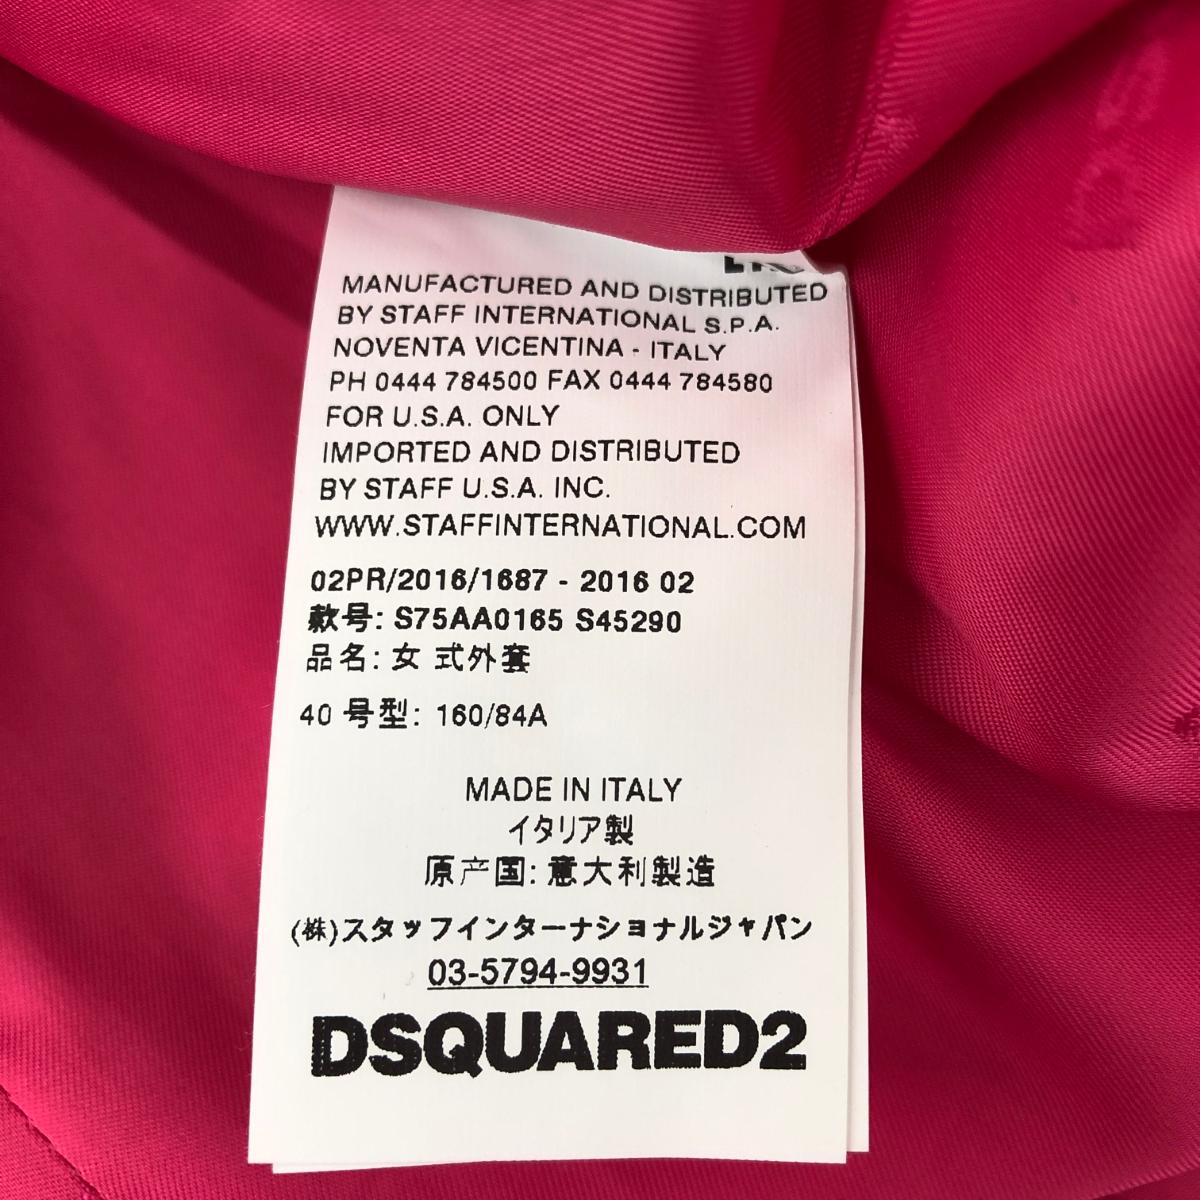 MANUFACTURED AND DISTRIBUTED
BY STAFF INTERNATIONAL S.P.A.
NOVENTA VICENTINA - ITALY
PH 0444 784500 FAX 0444 784580
FOR U.S.A. ONLY
IMPORTED AND DISTRIBUTED
BY STAFF U.S.A. INC.
WWW.STAFFINTERNATIONAL.COM
02PR/2016/1687 - 2016 02
款号: S75AA0165 S45290
品名: 女 式外套
40 号型: 160/84A
MADE IN ITALY
イタリア製
原产国: 意大利製造
(株)スタッフインターナショナルジャパン
03-5794-9931
DSQUARED2